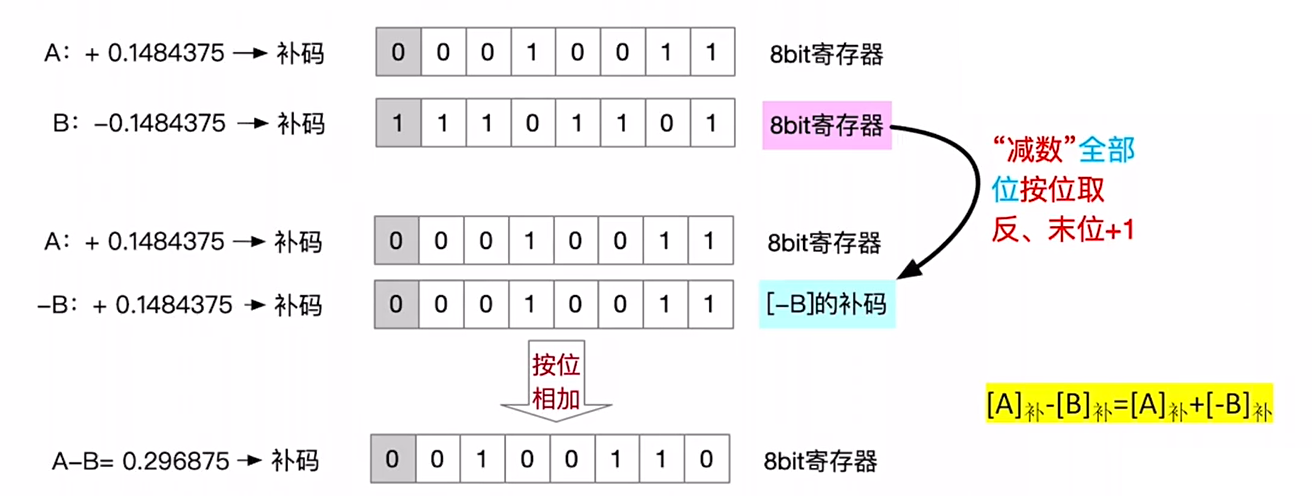 A： + 0.1484375 → 补码 0 0 0 1 0 0 1 1 8bit寄存器
B： -0.1484375 → 补码 1 1 1 0 1 1 0 1 8bit寄存器
“减数”全部
位按位取
反、末位+1
A： + 0.1484375 → 补码 0 0 0 1 0 0 1 1 8bit寄存器
-B： + 0.1484375 → 补码 0 0 0 1 0 0 1 1 [-B]的补码
按位
相加
[A]补-[B]补=[A]补+[-B]补
A-B= 0.296875 → 补码 0 0 1 0 0 1 1 0 8bit寄存器